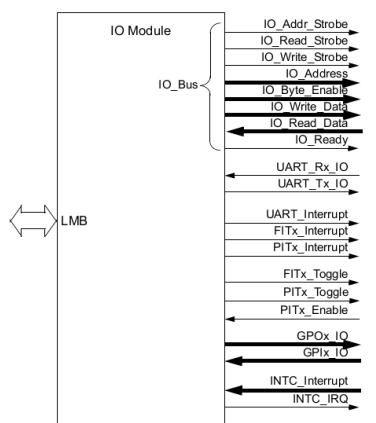 IO Module
IO_Addr_Strobe
IO_Read_Strobe
IO_Write_Strobe
IO_Address
IO_Bus
IO_Byte_Enable
IO_Write_Data
IO_Read_Data
IO_Ready
UART_Rx_IO
UART_Tx_IO
LMB
UART_Interrupt
FITx_Interrupt
PITx_Interrupt
FITx_Toggle
PITx_Toggle
PITx_Enable
GPOx_IO
GPIx_IO
INTC_Interrupt
INTC_IRQ